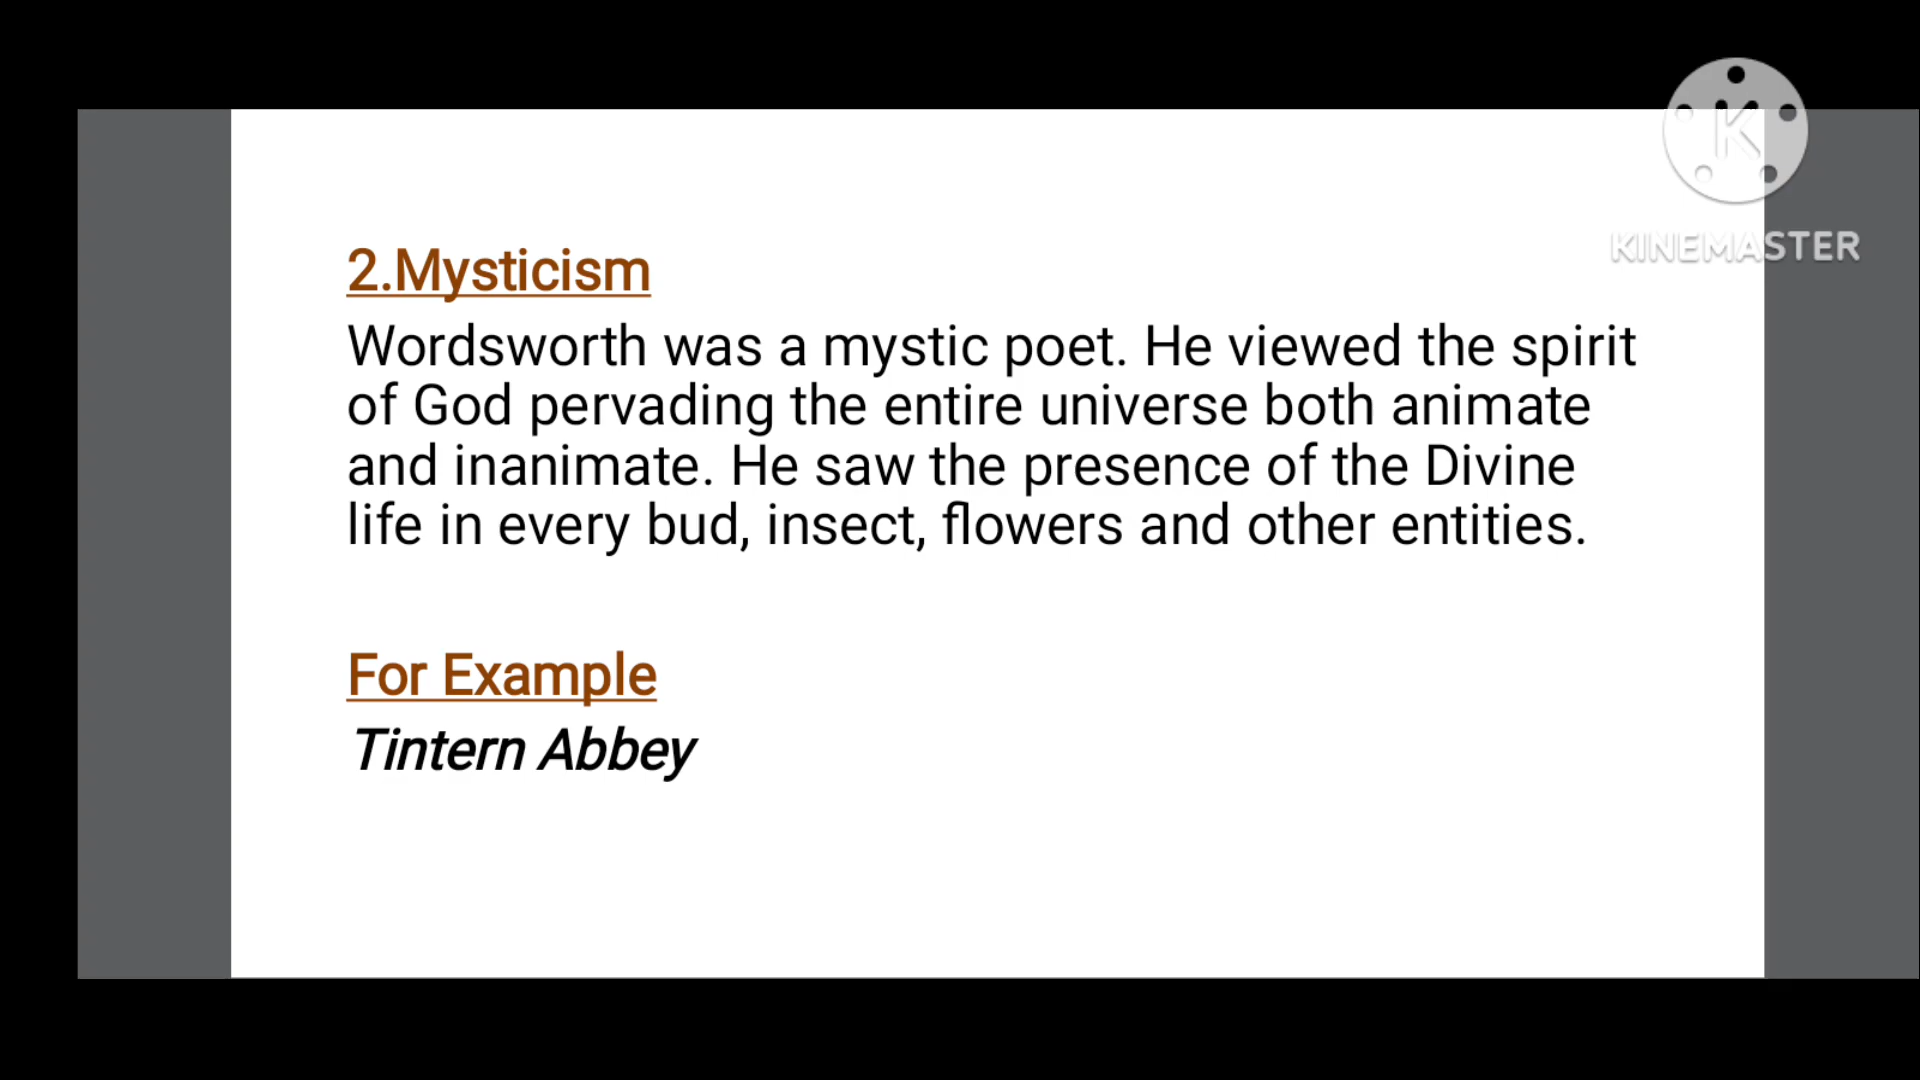 K
KINEMASTER
2.Mysticism
Wordsworth was a mystic poet. He viewed the spirit
of God pervading the entire universe both animate
and inanimate. He saw the presence of the Divine
life in every bud, insect, flowers and other entities.
For Example
Tintern Abbey